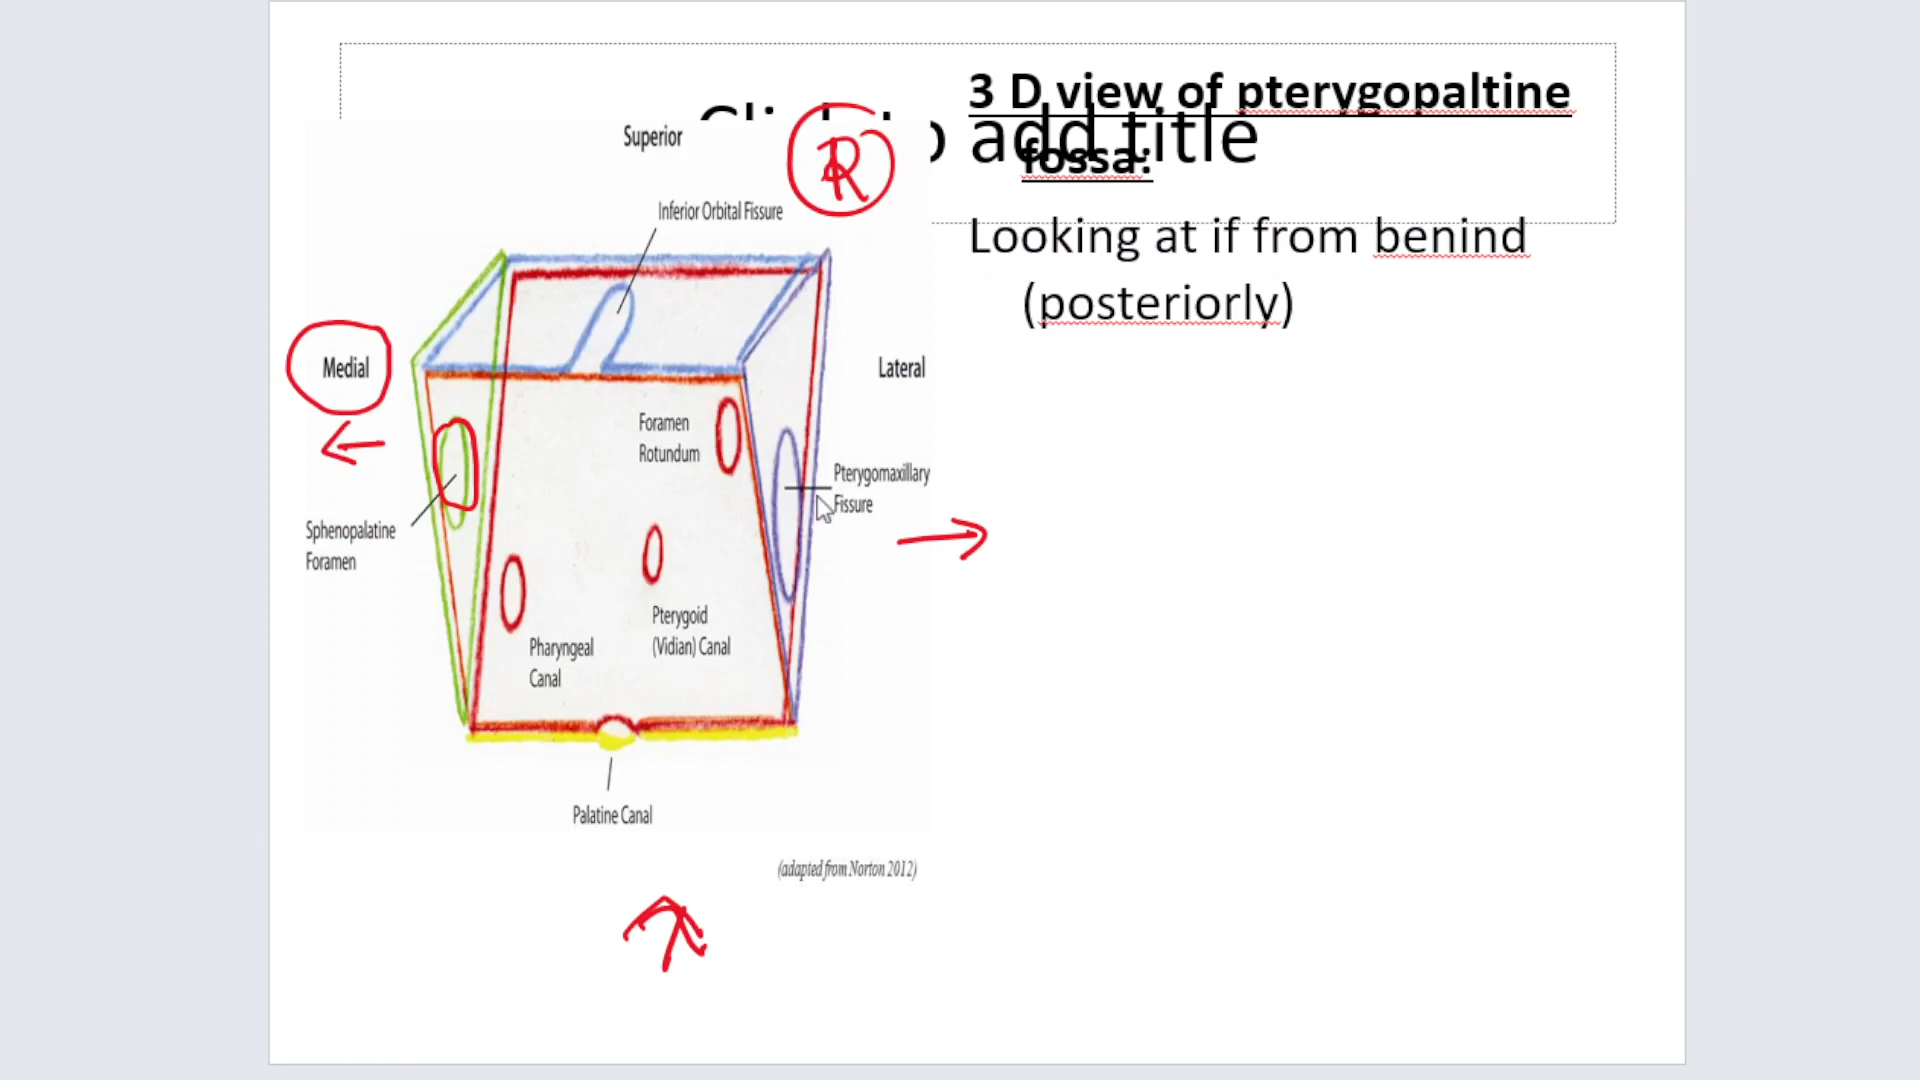 3 D view of pterygopaltine
fossa:
Click to add title
Looking at if from benind
(posteriorly)
Superior
R
Inferior Orbital Fissure
Medial
Lateral
Foramen
Rotundum
Pterygomaxillary
Fissure
Sphenopalatine
Foramen
Pterygoid
(Vidian) Canal
Pharyngeal
Canal
Palatine Canal
(adapted from Norton 2012)